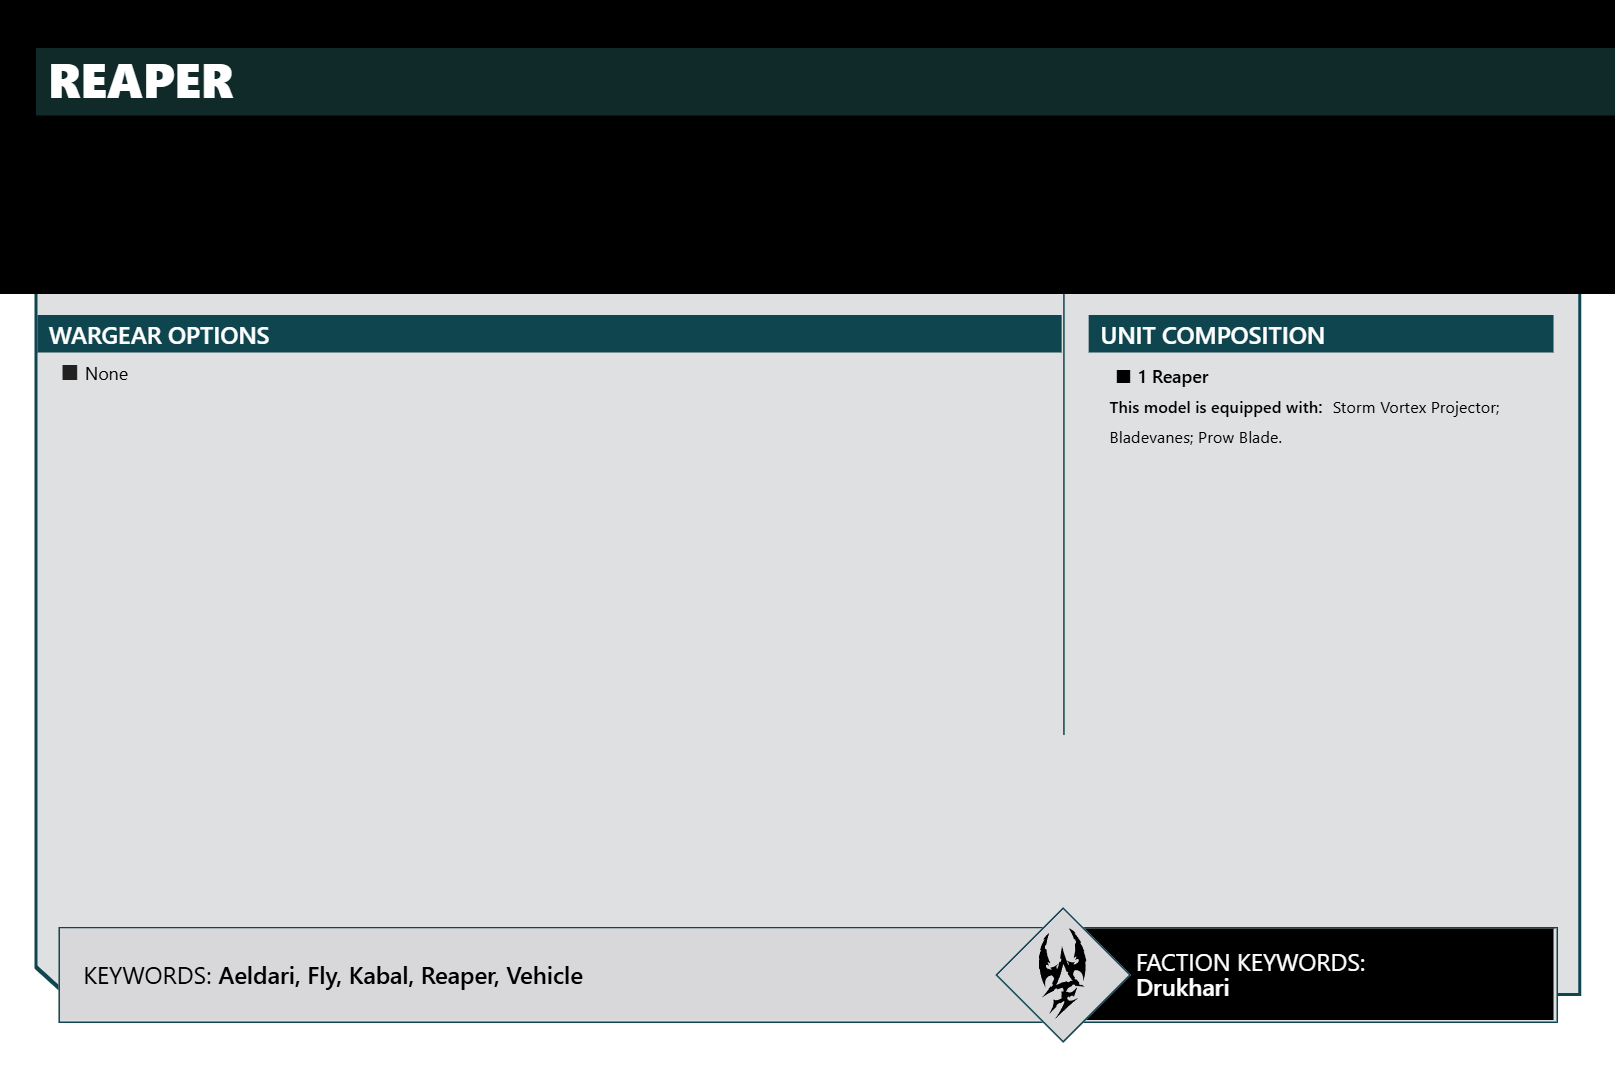 REAPER
WARGEAR OPTIONS
None
UNIT COMPOSITION
1 Reaper
This model is equipped with: Storm Vortex Projector;
Bladevanes; Prow Blade.
KEYWORDS: Aeldari, Fly, Kabal, Reaper, Vehicle
FACTION KEYWORDS:
Drukhari